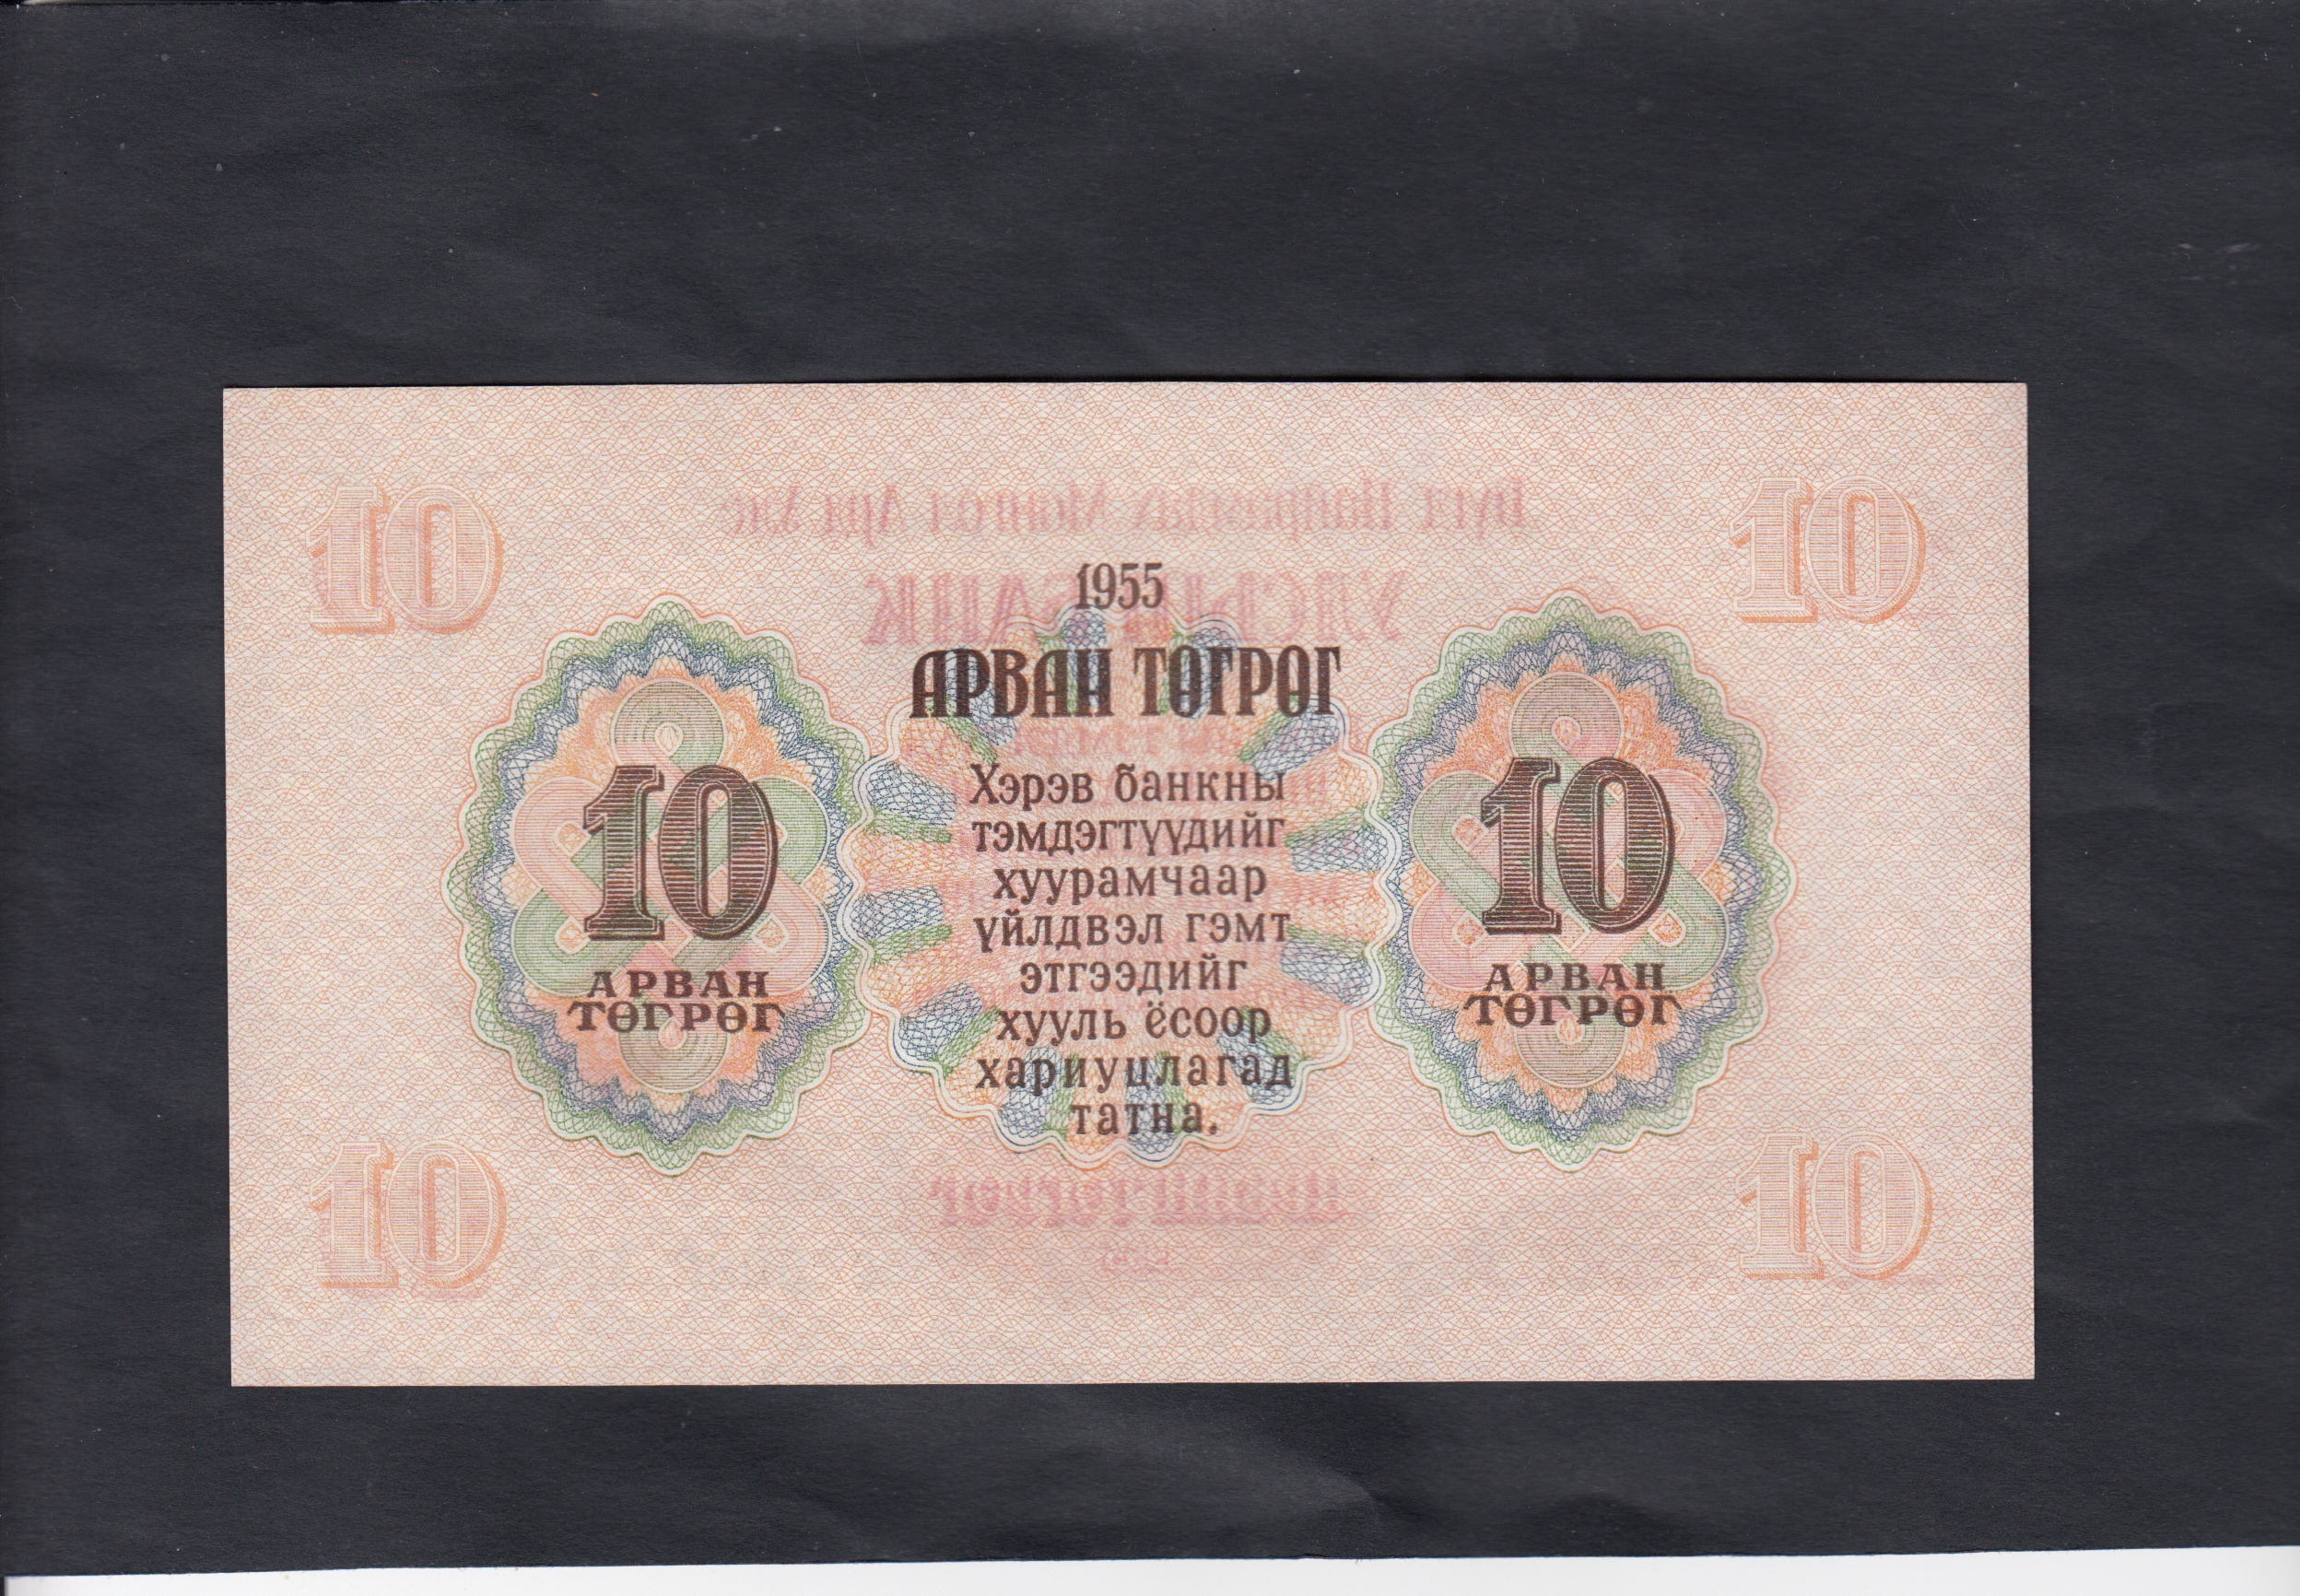 10
10
1955
АРВАН ТӨГРӨГ
Хэрэв банкны
тэмдэгтүүдийг
хуурамчаар
үйлдвэл гэмт
этгээдийг
хууль ёсоор
хариуцлагад
татна.
10
АРВАН
ТӨГРӨГ
10
АРВАН
ТӨГРӨГ
10
10